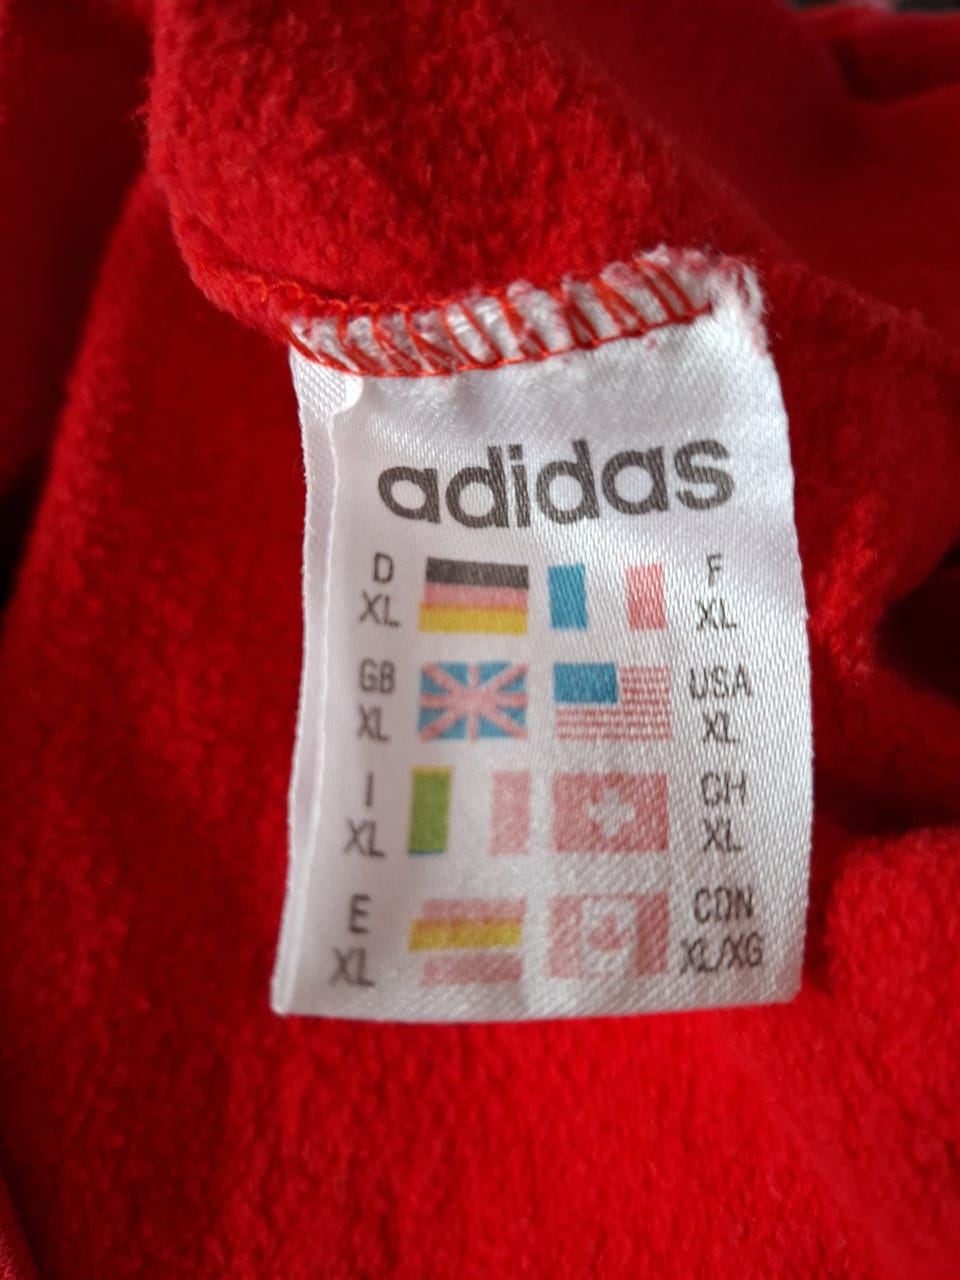 adidas
D F
XL XL
GB USA
XL XL
I CH
XL XL
E CDN
XL XL/XG